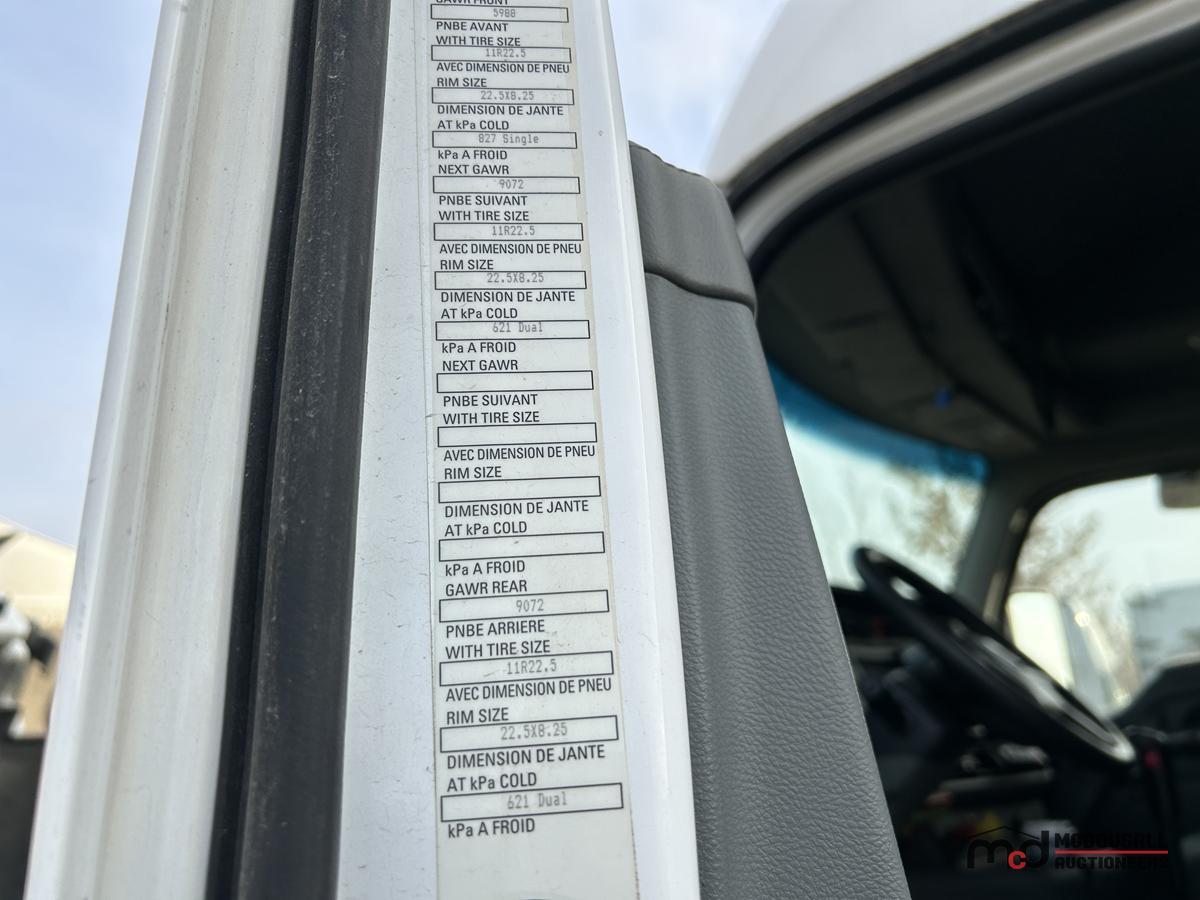 GAWR FRONT
5988
PNBE AVANT
WITH TIRE SIZE
11R22.5
AVEC DIMENSION DE PNEU
RIM SIZE
22.5X8.25
DIMENSION DE JANTE
AT kPa COLD
827 Single
kPa A FROID
NEXT GAWR
9072
PNBE SUIVANT
WITH TIRE SIZE
11R22.5
AVEC DIMENSION DE PNEU
RIM SIZE
22.5X8.25
DIMENSION DE JANTE
AT kPa COLD
621 Dual
kPa A FROID
NEXT GAWR
PNBE SUIVANT
WITH TIRE SIZE
AVEC DIMENSION DE PNEU
RIM SIZE
DIMENSION DE JANTE
AT kPa COLD
kPa A FROID
GAWR REAR
9072
PNBE ARRIERE
WITH TIRE SIZE
11R22.5
AVEC DIMENSION DE PNEU
RIM SIZE
22.5X8.25
DIMENSION DE JANTE
AT kPa COLD
621 Dual
kPa A FROID
mcd MCDOUGALL
AUCTIONEERS